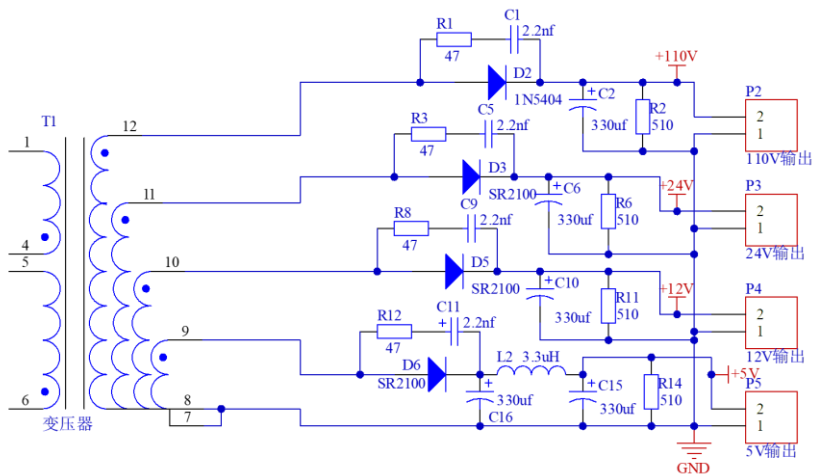 R1
C1
2.2nf
47
+110V
D2
1N5404
C2
330uf
R2
510
P2
2
1
110V输出
T1
1
12
R3
C5
2.2nf
47
D3
SR2100
C6
330uf
R6
510
+24V
P3
2
1
24V输出
11
4
5
R8
C9
2.2nf
47
D5
SR2100
C10
330uf
R11
510
+12V
P4
2
1
12V输出
10
9
R12
C11
2.2nf
47
D6
SR2100
L2
3.3uH
C16
330uf
C15
330uf
R14
510
+5V
P5
2
1
5V输出
6
8
7
变压器
GND